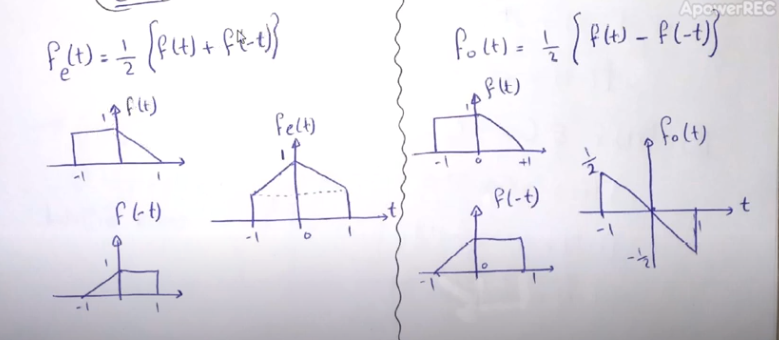 ApowerREC
fe(t) = 1/2 {f(t) + f(-t)}
1 f(t)
-1 1
fe(t)
1
-1 0 1 t
f(-t)
1
-1 1
fo(t) = 1/2 {f(t) - f(-t)}
f(t)
1
-1 0 +1
fo(t)
1/2
-1 1 t
-1/2
f(-t)
0
-1 1